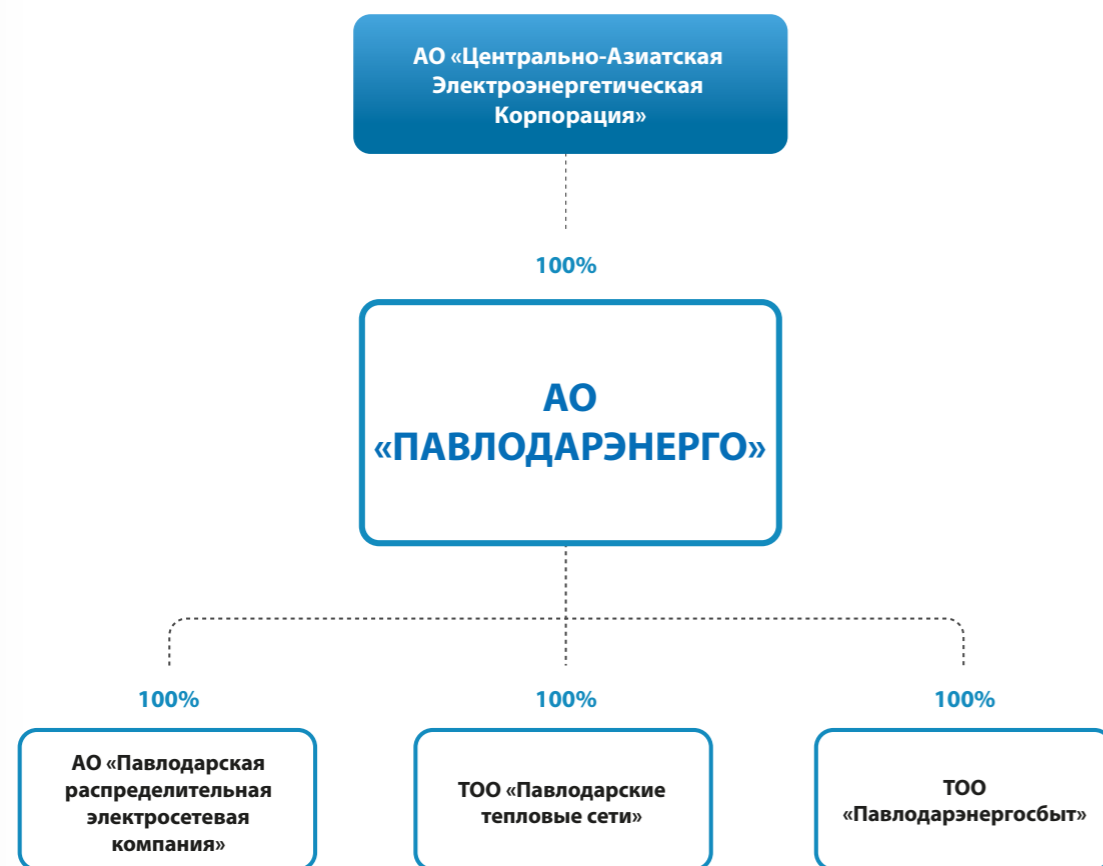 АО «Центрально-Азиатская
Электроэнергетическая
Корпорация»
100%
АО
«ПАВЛОДАРЭНЕРГО»
100%
100%
100%
АО «Павлодарская
распределительная
электросетевая
компания»
ТОО «Павлодарские
тепловые сети»
ТОО
«Павлодарэнергосбыт»